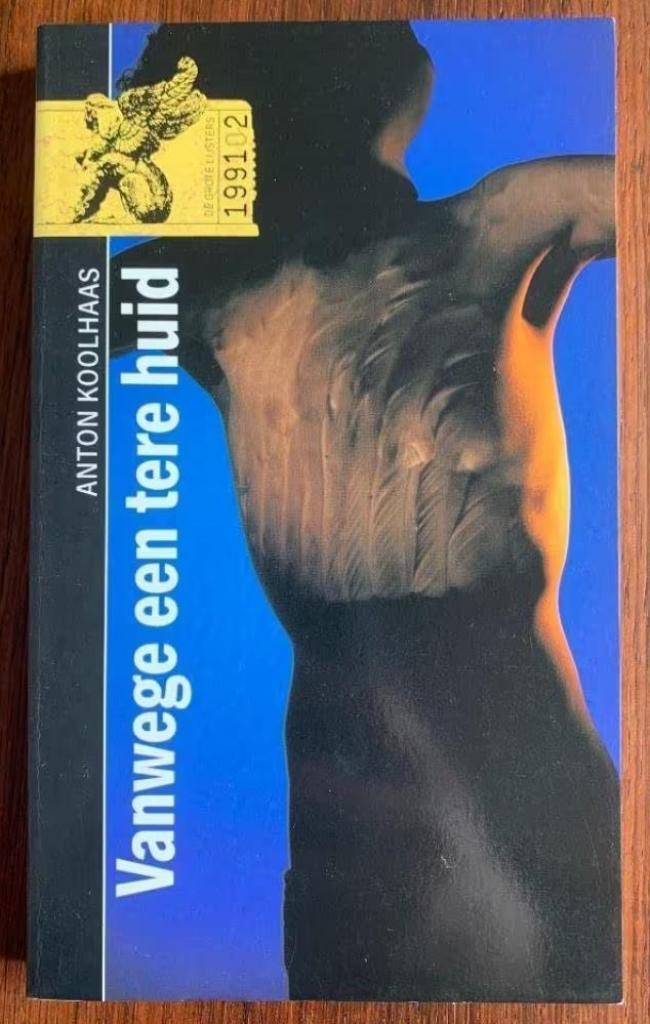 ANTON KOOLHAAS
Vanwege een tere huid
DE GROTE LIJSTERS
1991 02